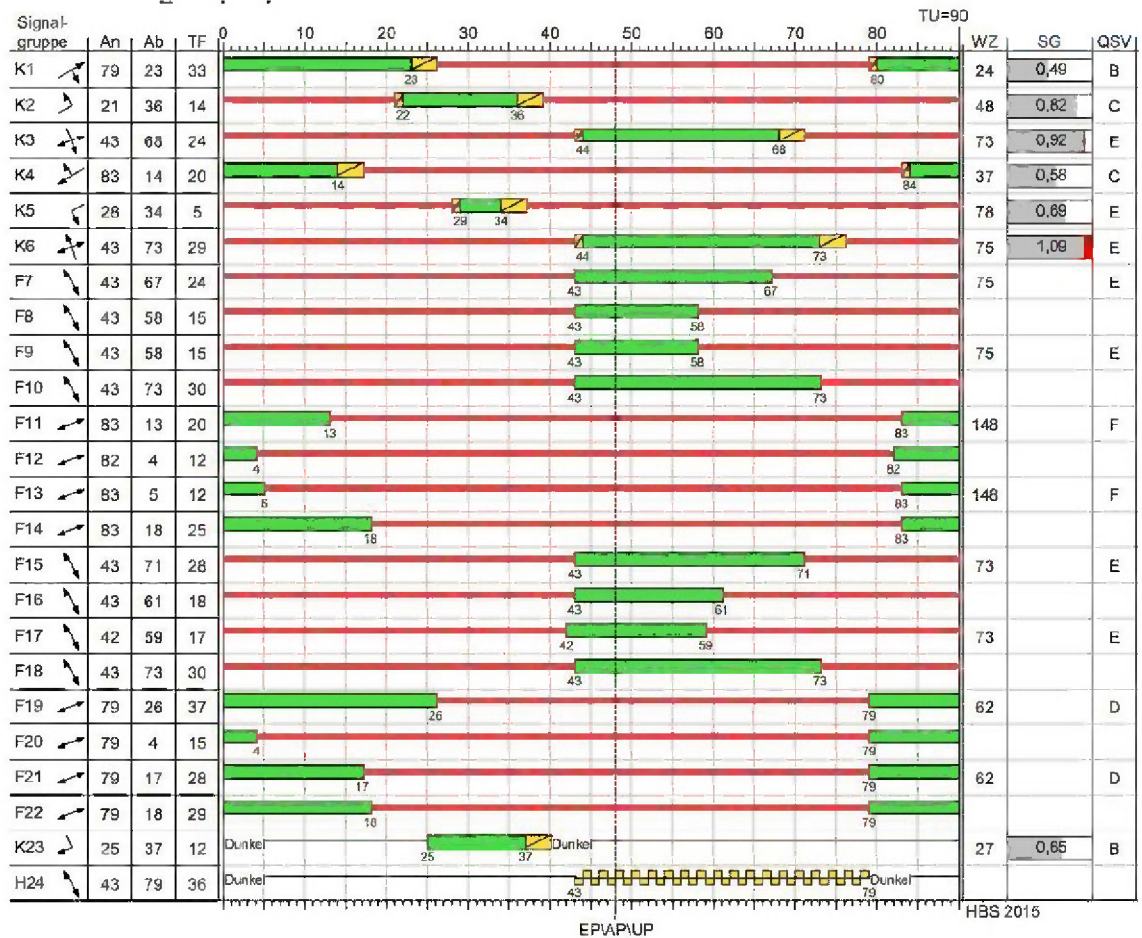 TU=90
Signal-
gruppe An Ab TF 0 10 20 30 40 50 60 70 80 WZ SG QSV
K1 79 23 33 23 80 24 0,49 B
K2 21 36 14 22 36 48 0,82 C
K3 43 68 24 44 68 73 0,92 E
K4 83 14 20 14 84 37 0,58 C
K5 28 34 5 29 34 78 0,69 E
K6 43 73 29 44 73 75 1,09 E
F7 43 67 24 43 67 75 E
F8 43 58 15 43 58
F9 43 58 15 43 58 75 E
F10 43 73 30 43 73
F11 83 13 20 13 83 148 F
F12 82 4 12 4 82
F13 83 5 12 5 83 148 F
F14 83 18 25 18 83
F15 43 71 28 43 71 73 E
F16 43 61 18 43 61
F17 42 59 17 42 59 73 E
F18 43 73 30 43 73
F19 79 26 37 26 79 62 D
F20 79 4 15 4 79
F21 79 17 28 17 79 62 D
F22 79 18 29 18 79
K23 25 37 12 Dunkel 25 37 Dunkel 27 0,65 B
H24 43 79 36 Dunkel 43 79 Dunkel
HBS 2015
EP\AP\UP